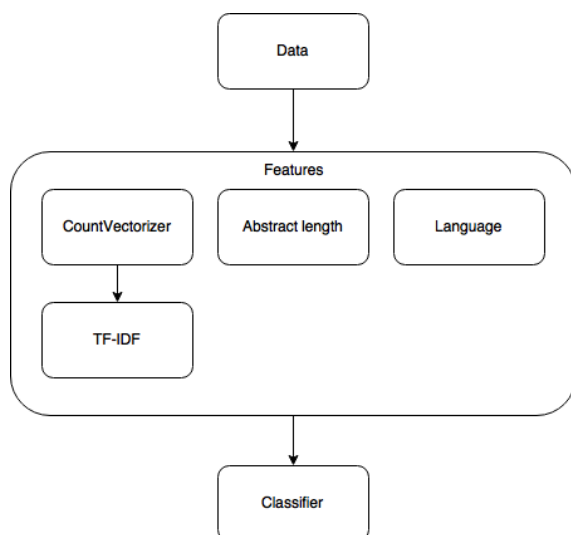 Data
Features
CountVectorizer
Abstract length
Language
TF-IDF
Classifier